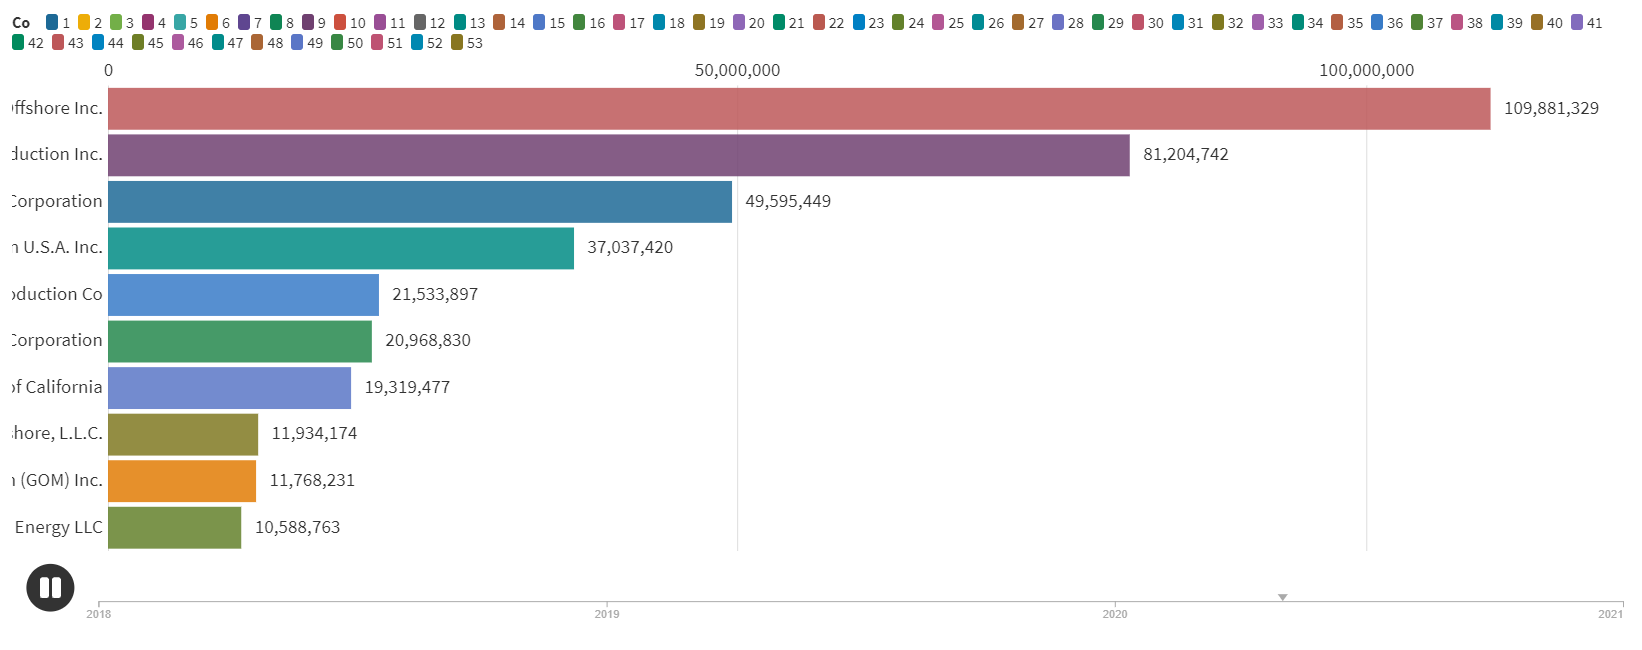 Co 1 2 3 4 5 6 7 8 9 10 11 12 13 14 15 16 17 18 19 20 21 22 23 24 25 26 27 28 29 30 31 32 33 34 35 36 37 38 39 40 41
42 43 44 45 46 47 48 49 50 51 52 53
0 50,000,000 100,000,000
ffshore Inc. 109,881,329
duction Inc. 81,204,742
Corporation 49,595,449
n U.S.A. Inc. 37,037,420
oduction Co 21,533,897
Corporation 20,968,830
of California 19,319,477
shore, L.L.C. 11,934,174
n (GOM) Inc. 11,768,231
Energy LLC 10,588,763
2018 2019 2020 2021